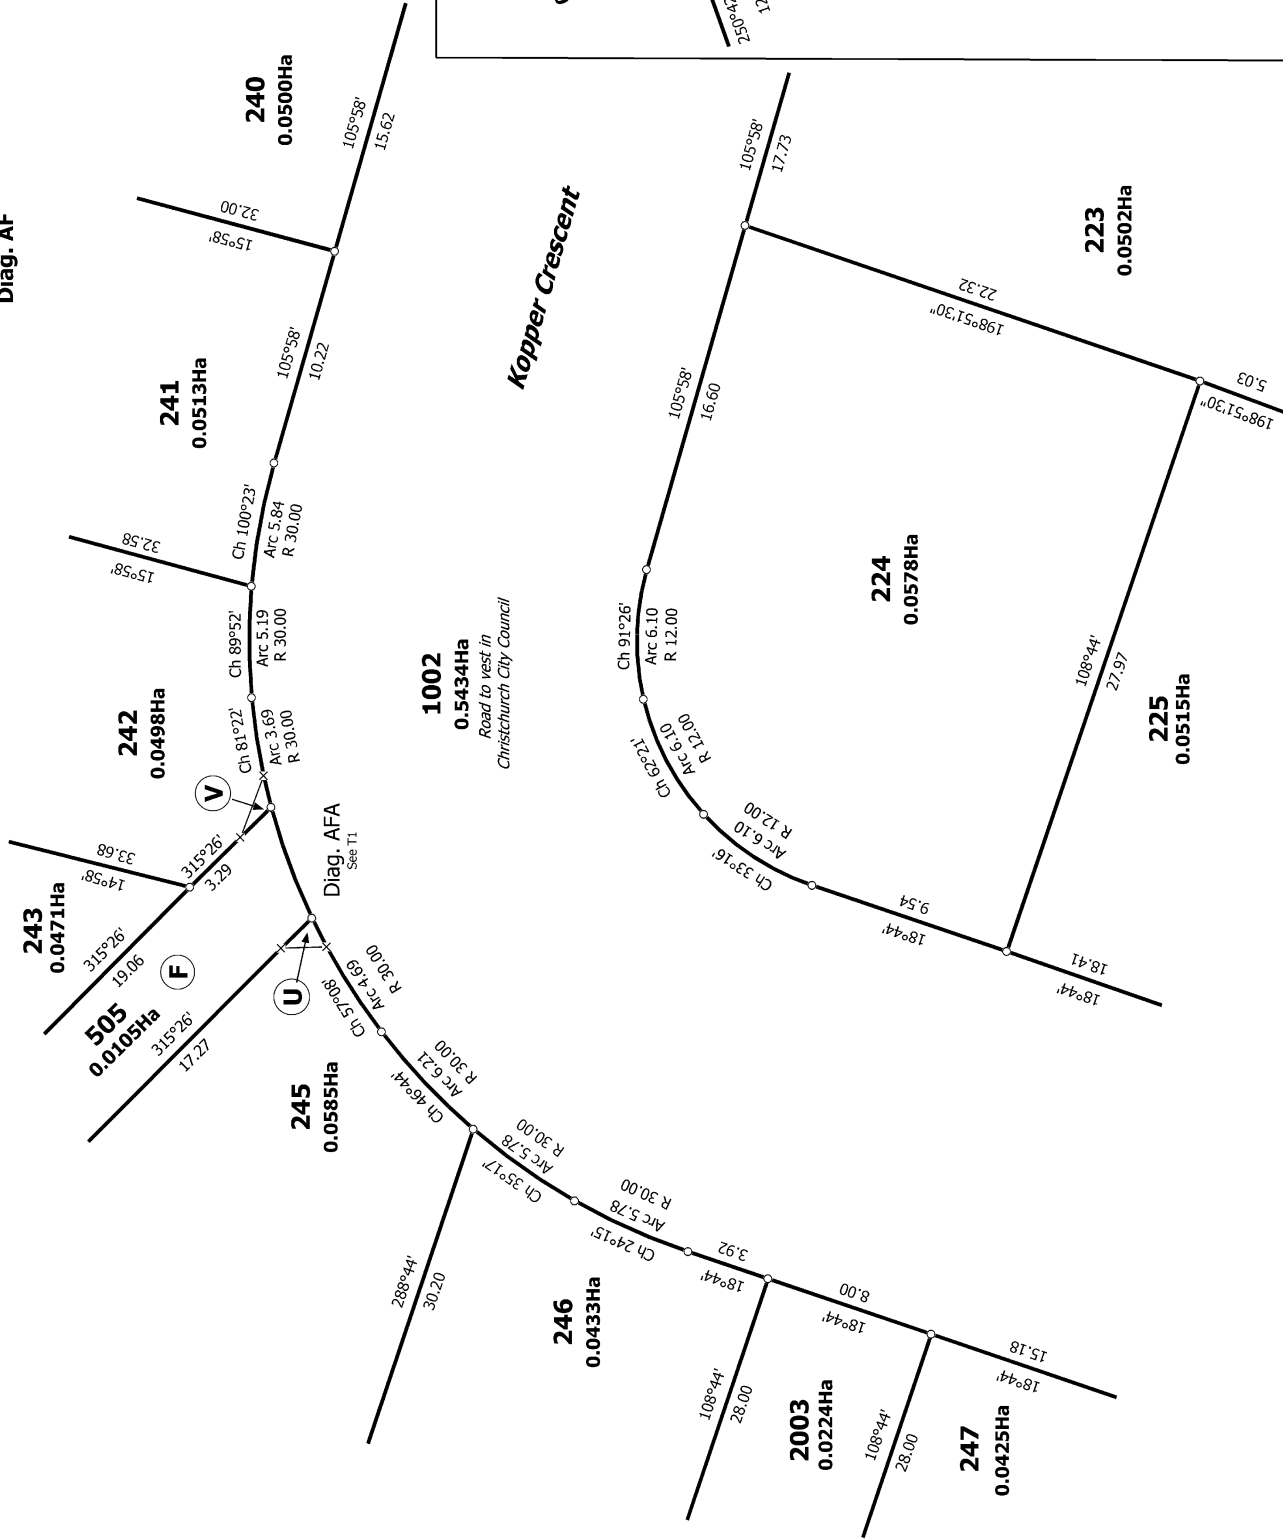 Diag. AF
250°42
12
240
0.0500Ha
105°58'
15.62
32.00
15°58'
105°58'
17.73
Kopper Crescent
223
0.0502Ha
241
0.0513Ha
105°58'
10.22
22.32
198°51'30"
5.03
198°51'30"
105°58'
16.60
Ch 100°23'
Arc 5.84
R 30.00
32.58
15°58'
Ch 89°52'
Arc 5.19
R 30.00
242
0.0498Ha
Ch 81°22'
Arc 3.69
R 30.00
1002
0.5434Ha
Road to vest in
Christchurch City Council
Ch 91°26'
Arc 6.10
R 12.00
224
0.0578Ha
108°44'
27.97
225
0.0515Ha
Ch 62°21'
Arc 6.10
R 12.00
Ch 33°16'
Arc 6.10
R 12.00
V
Diag. AFA
See T1
33.68
14°58'
315°26'
3.29
243
0.0471Ha
315°26'
19.06
F
505
0.0105Ha
315°26'
17.27
U
Ch 57°08'
Arc 4.69
R 30.00
9.54
18°44'
18.41
18°44'
245
0.0585Ha
Ch 46°44'
Arc 6.21
R 30.00
Ch 35°17'
Arc 5.78
R 30.00
Ch 24°15'
Arc 5.78
R 30.00
288°44'
30.20
246
0.0433Ha
3.92
18°44'
8.00
18°44'
15.18
18°44'
108°44'
28.00
2003
0.0224Ha
108°44'
28.00
247
0.0425Ha